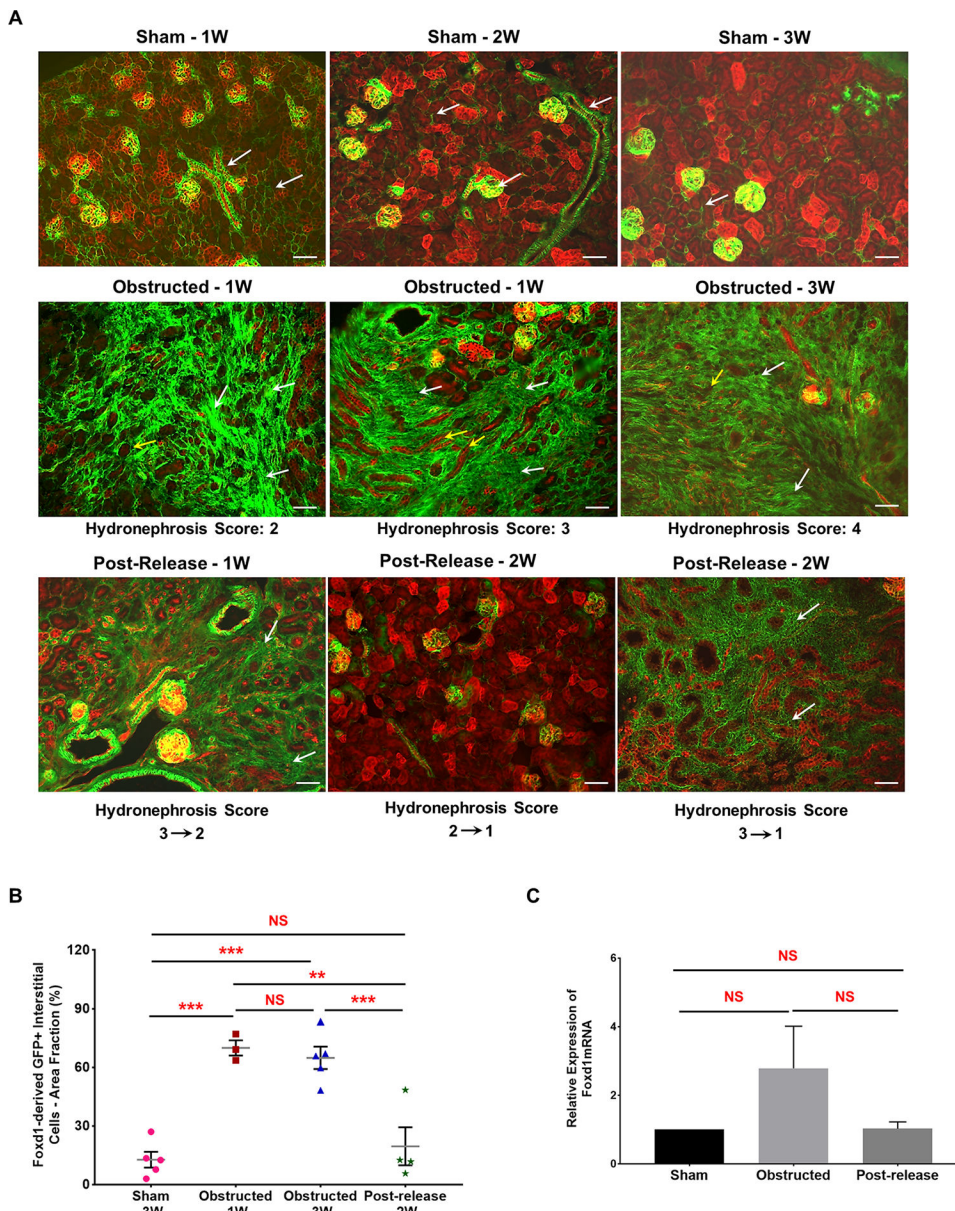 A
Sham - 1W
Sham - 2W
Sham - 3W
Obstructed - 1W
Obstructed - 1W
Obstructed - 3W
Hydronephrosis Score: 2
Hydronephrosis Score: 3
Hydronephrosis Score: 4
Post-Release - 1W
Post-Release - 2W
Post-Release - 2W
Hydronephrosis Score
3→2
Hydronephrosis Score
2→1
Hydronephrosis Score
3→1
B
Foxd1-derived GFP+ Interstitial
Cells - Area Fraction (%)
120
90
60
30
0
NS
***
**
***
NS
***
Sham
3W
Obstructed
1W
Obstructed
3W
Post-release
2W
C
Relative Expression of
Foxd1mRNA
6
4
2
0
NS
NS
NS
Sham
Obstructed
Post-release